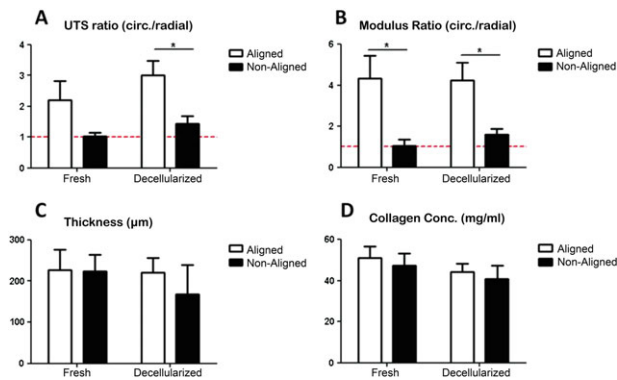 A
UTS ratio (circ./radial)
5
4
3
2
1
0
*
Aligned
Non-Aligned
Fresh
Decellularized
B
Modulus Ratio (circ./radial)
6
4
2
0
*
*
Aligned
Non-Aligned
Fresh
Decellularized
C
Thickness (µm)
300
200
100
0
Aligned
Non-Aligned
Fresh
Decellularized
D
Collagen Conc. (mg/ml)
60
40
20
0
Aligned
Non-Aligned
Fresh
Decellularized